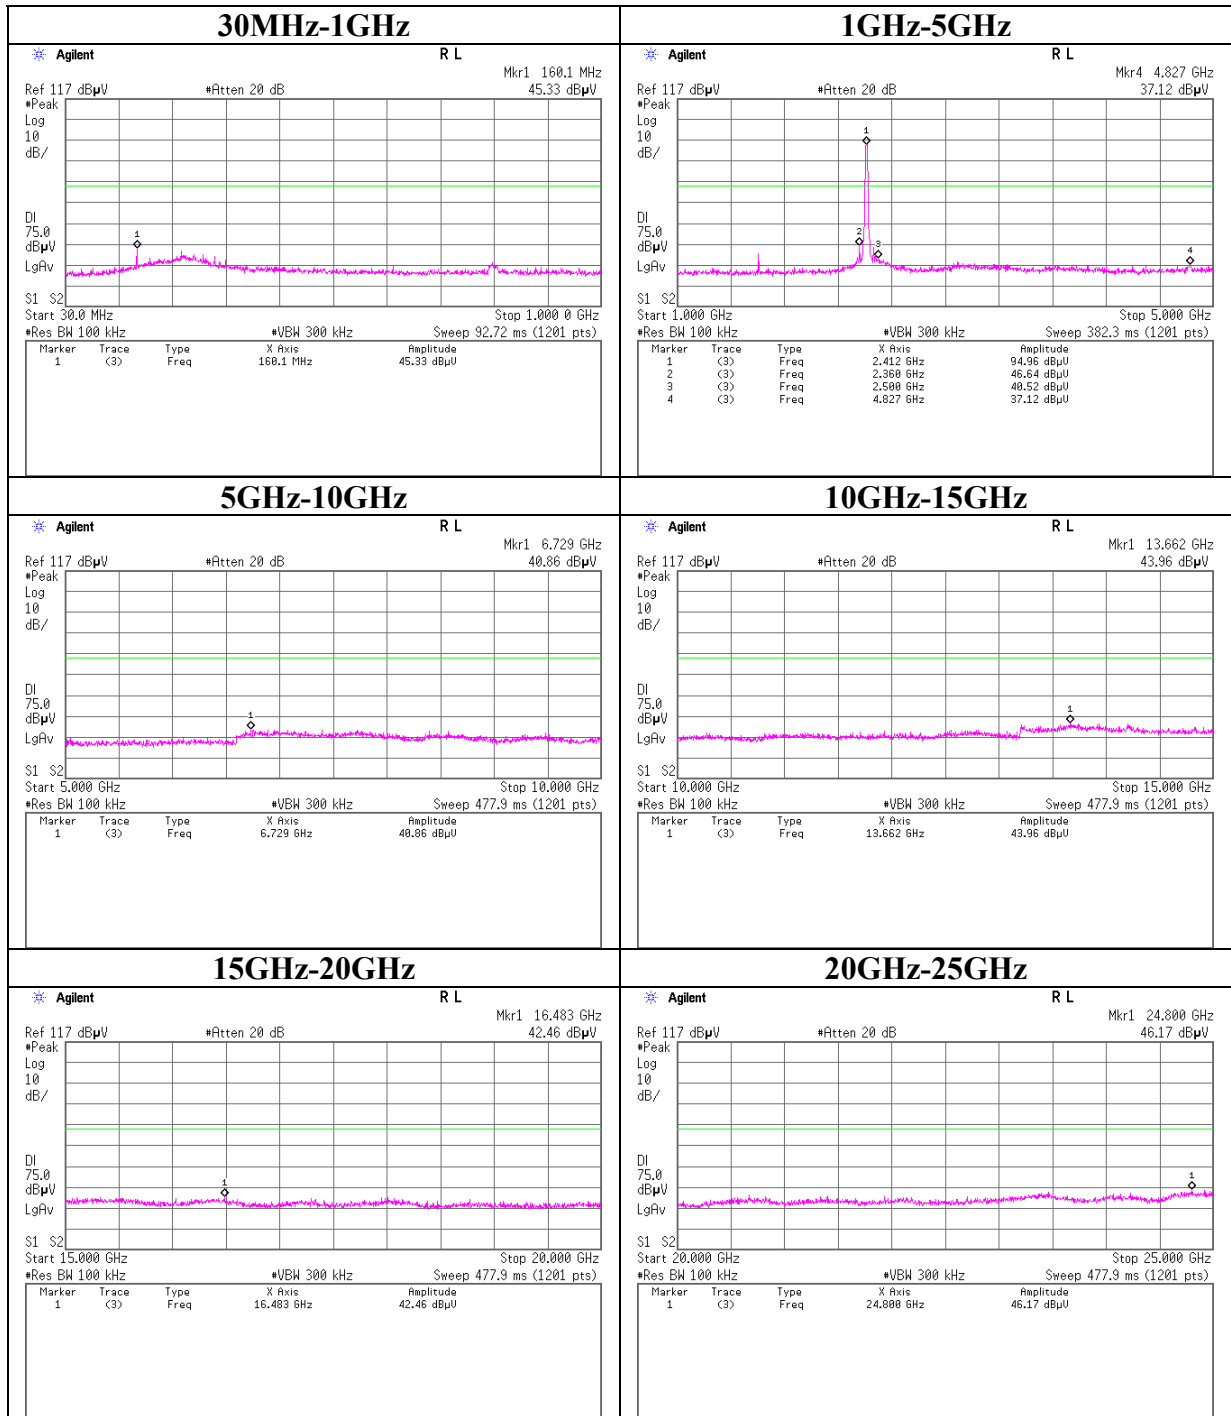 30MHz-1GHz
Agilent R L
Mkr1 160.1 MHz
Ref 117 dBµV #Atten 20 dB 45.33 dBµV
#Peak
Log
10
dB/
1
DI
75.0
dBµV
LgAv
S1 S2
Start 30.0 MHz Stop 1.000 0 GHz
#Res BW 100 kHz #VBW 300 kHz Sweep 92.72 ms (1201 pts)
Marker Trace Type X Axis Amplitude
1 (3) Freq 160.1 MHz 45.33 dBµV
1GHz-5GHz
Agilent R L
Mkr4 4.827 GHz
Ref 117 dBµV #Atten 20 dB 37.12 dBµV
#Peak
Log
10
dB/
1
DI
75.0
dBµV
2 3 4
LgAv
S1 S2
Start 1.000 GHz Stop 5.000 GHz
#Res BW 100 kHz #VBW 300 kHz Sweep 382.3 ms (1201 pts)
Marker Trace Type X Axis Amplitude
1 (3) Freq 2.412 GHz 94.96 dBµV
2 (3) Freq 2.360 GHz 46.64 dBµV
3 (3) Freq 2.500 GHz 40.52 dBµV
4 (3) Freq 4.827 GHz 37.12 dBµV
5GHz-10GHz
Agilent R L
Mkr1 6.729 GHz
Ref 117 dBµV #Atten 20 dB 40.86 dBµV
#Peak
Log
10
dB/
DI
75.0
dBµV
1
LgAv
S1 S2
Start 5.000 GHz Stop 10.000 GHz
#Res BW 100 kHz #VBW 300 kHz Sweep 477.9 ms (1201 pts)
Marker Trace Type X Axis Amplitude
1 (3) Freq 6.729 GHz 40.86 dBµV
10GHz-15GHz
Agilent R L
Mkr1 13.662 GHz
Ref 117 dBµV #Atten 20 dB 43.96 dBµV
#Peak
Log
10
dB/
DI
75.0
1
dBµV
LgAv
S1 S2
Start 10.000 GHz Stop 15.000 GHz
#Res BW 100 kHz #VBW 300 kHz Sweep 477.9 ms (1201 pts)
Marker Trace Type X Axis Amplitude
1 (3) Freq 13.662 GHz 43.96 dBµV
15GHz-20GHz
Agilent R L
Mkr1 16.483 GHz
Ref 117 dBµV #Atten 20 dB 42.46 dBµV
#Peak
Log
10
dB/
DI
75.0
1
dBµV
LgAv
S1 S2
Start 15.000 GHz Stop 20.000 GHz
#Res BW 100 kHz #VBW 300 kHz Sweep 477.9 ms (1201 pts)
Marker Trace Type X Axis Amplitude
1 (3) Freq 16.483 GHz 42.46 dBµV
20GHz-25GHz
Agilent R L
Mkr1 24.800 GHz
Ref 117 dBµV #Atten 20 dB 46.17 dBµV
#Peak
Log
10
dB/
DI
75.0 1
dBµV
LgAv
S1 S2
Start 20.000 GHz Stop 25.000 GHz
#Res BW 100 kHz #VBW 300 kHz Sweep 477.9 ms (1201 pts)
Marker Trace Type X Axis Amplitude
1 (3) Freq 24.800 GHz 46.17 dBµV